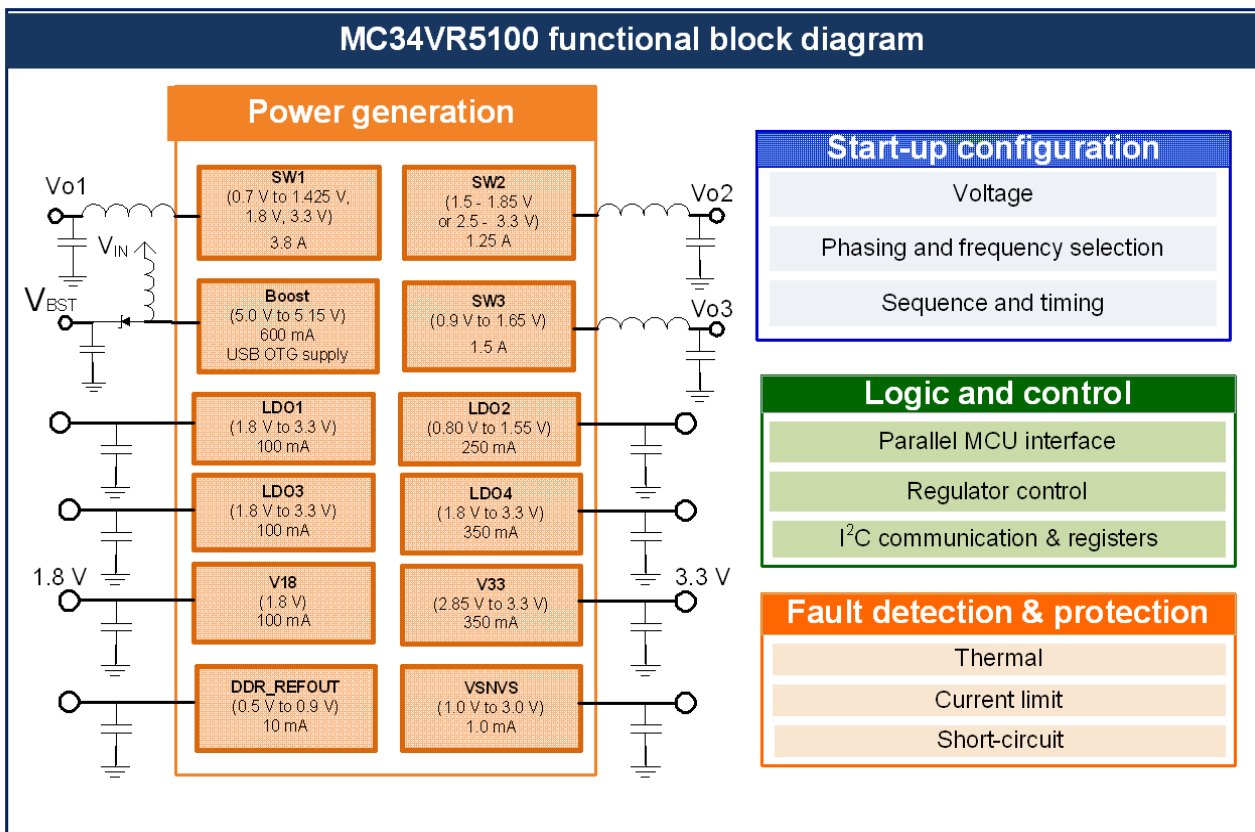 MC34VR5100 functional block diagram
Power generation
Vo1
SW1
(0.7 V to 1.425 V,
1.8 V, 3.3 V)
3.8 A
SW2
(1.5 - 1.85 V
or 2.5 - 3.3 V)
1.25 A
Vo2
VIN
VBST
Boost
(5.0 V to 5.15 V)
600 mA
USB OTG supply
SW3
(0.9 V to 1.65 V)
1.5 A
Vo3
LDO1
(1.8 V to 3.3 V)
100 mA
LDO2
(0.80 V to 1.55 V)
250 mA
LDO3
(1.8 V to 3.3 V)
100 mA
LDO4
(1.8 V to 3.3 V)
350 mA
1.8 V
V18
(1.8 V)
100 mA
V33
(2.85 V to 3.3 V)
350 mA
3.3 V
DDR_REFOUT
(0.5 V to 0.9 V)
10 mA
VSNVS
(1.0 V to 3.0 V)
1.0 mA
Start-up configuration
Voltage
Phasing and frequency selection
Sequence and timing
Logic and control
Parallel MCU interface
Regulator control
I²C communication & registers
Fault detection & protection
Thermal
Current limit
Short-circuit